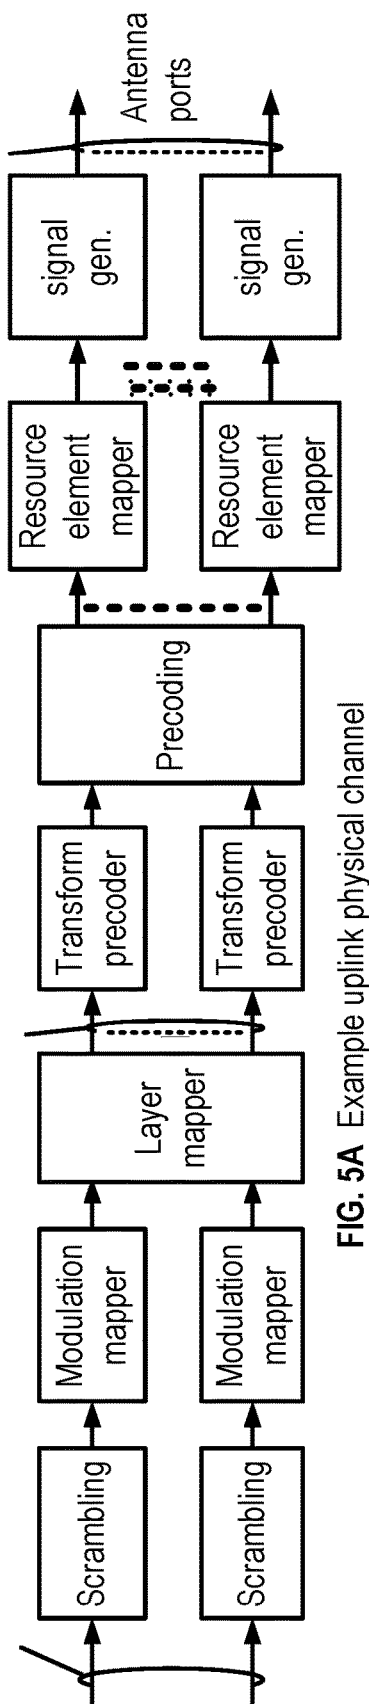 Scrambling
Scrambling
Modulation
mapper
Modulation
mapper
Layer
mapper
Transform
precoder
Transform
precoder
Precoding
Resource
element
mapper
Resource
element
mapper
signal
gen.
signal
gen.
Antenna
ports
FIG. 5A Example uplink physical channel